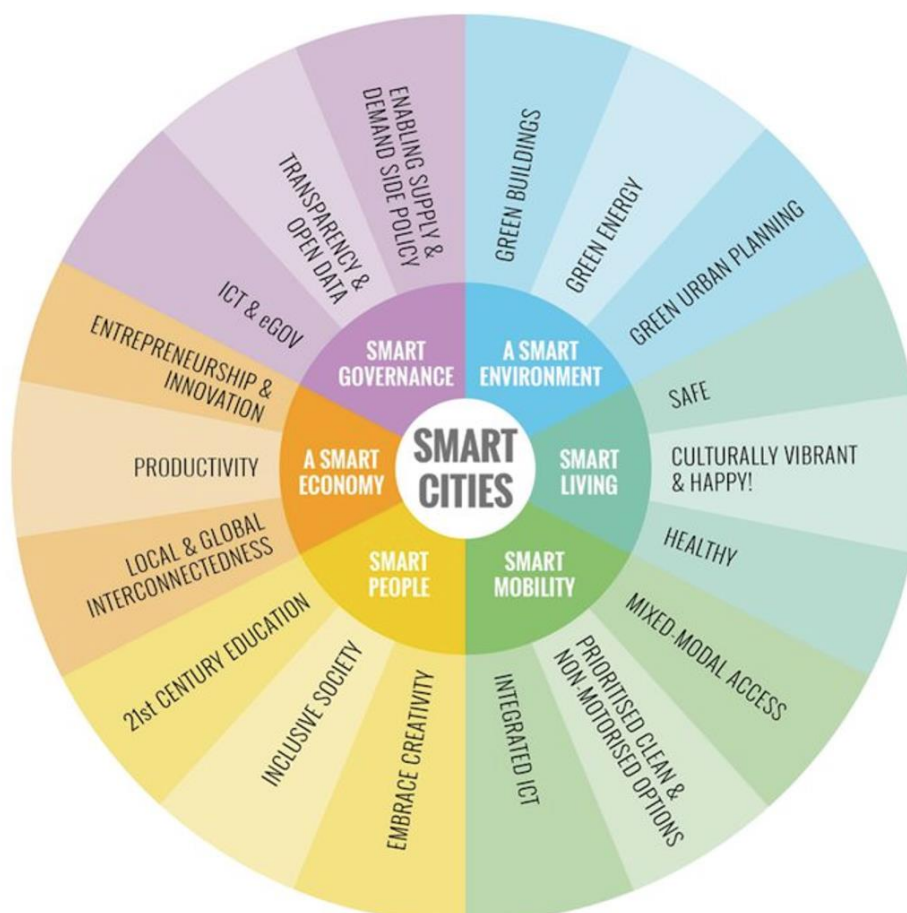 SMART
CITIES
A SMART
ENVIRONMENT
GREEN BUILDINGS
GREEN ENERGY
GREEN URBAN PLANNING
SMART
LIVING
SAFE
CULTURALLY VIBRANT
& HAPPY!
HEALTHY
SMART
MOBILITY
MIXED-MODAL ACCESS
PRIORITISED CLEAN &
NON-MOTORISED OPTIONS
INTEGRATED ICT
SMART
PEOPLE
EMBRACE CREATIVITY
INCLUSIVE SOCIETY
21st CENTURY EDUCATION
A SMART
ECONOMY
LOCAL & GLOBAL
INTERCONNECTEDNESS
PRODUCTIVITY
ENTREPRENEURSHIP &
INNOVATION
SMART
GOVERNANCE
ICT & eGOV
TRANSPARENCY &
OPEN DATA
ENABLING SUPPLY &
DEMAND SIDE POLICY